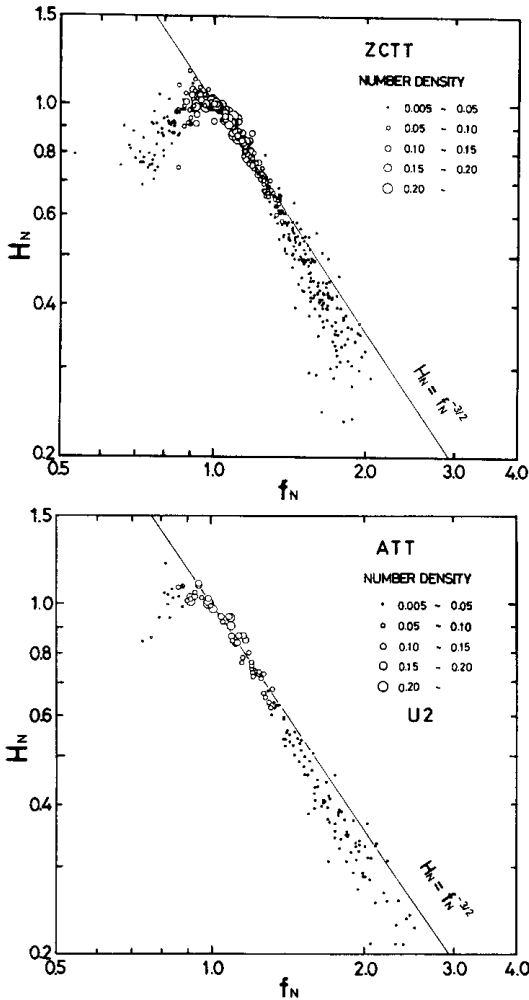 1.5
ZCTT
NUMBER DENSITY
0.005 ~ 0.05
0.05 ~ 0.10
0.10 ~ 0.15
0.15 ~ 0.20
0.20 ~
1.0
0.8
0.6
0.4
0.2
H_N
H_N = f_N^-3/2
0.5
1.0
2.0
3.0
4.0
f_N
1.5
ATT
NUMBER DENSITY
0.005 ~ 0.05
0.05 ~ 0.10
0.10 ~ 0.15
0.15 ~ 0.20
0.20 ~
U2
1.0
0.8
0.6
0.4
0.2
H_N
H_N = f_N^-3/2
0.5
1.0
2.0
3.0
4.0
f_N